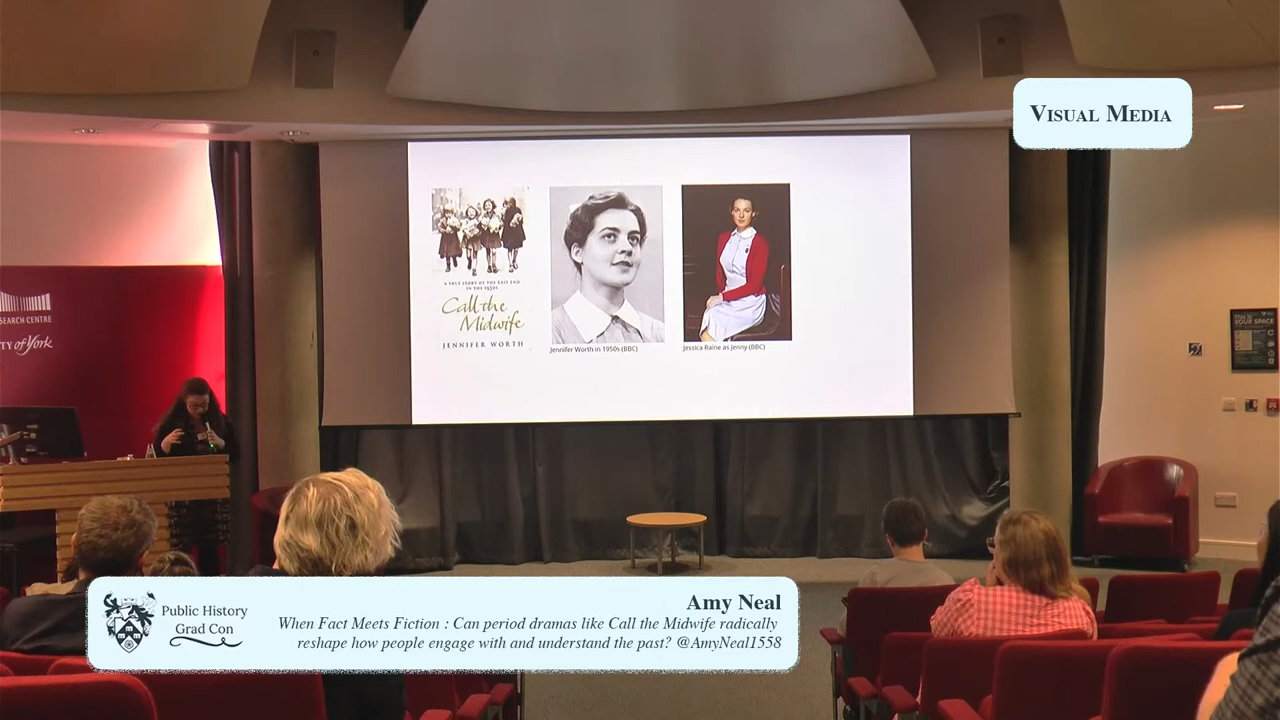 VISUAL MEDIA
A TRUE STORY OF THE EAST END
IN THE 1950s
Call the
Midwife
JENNIFER WORTH
Jennifer Worth in 1950s (BBC)
Jessica Raine as Jenny (BBC)
SEARCH CENTRE
TY of York
This is
YOUR SPACE
Public History
Grad Con
Amy Neal
When Fact Meets Fiction : Can period dramas like Call the Midwife radically
reshape how people engage with and understand the past? @AmyNeal1558